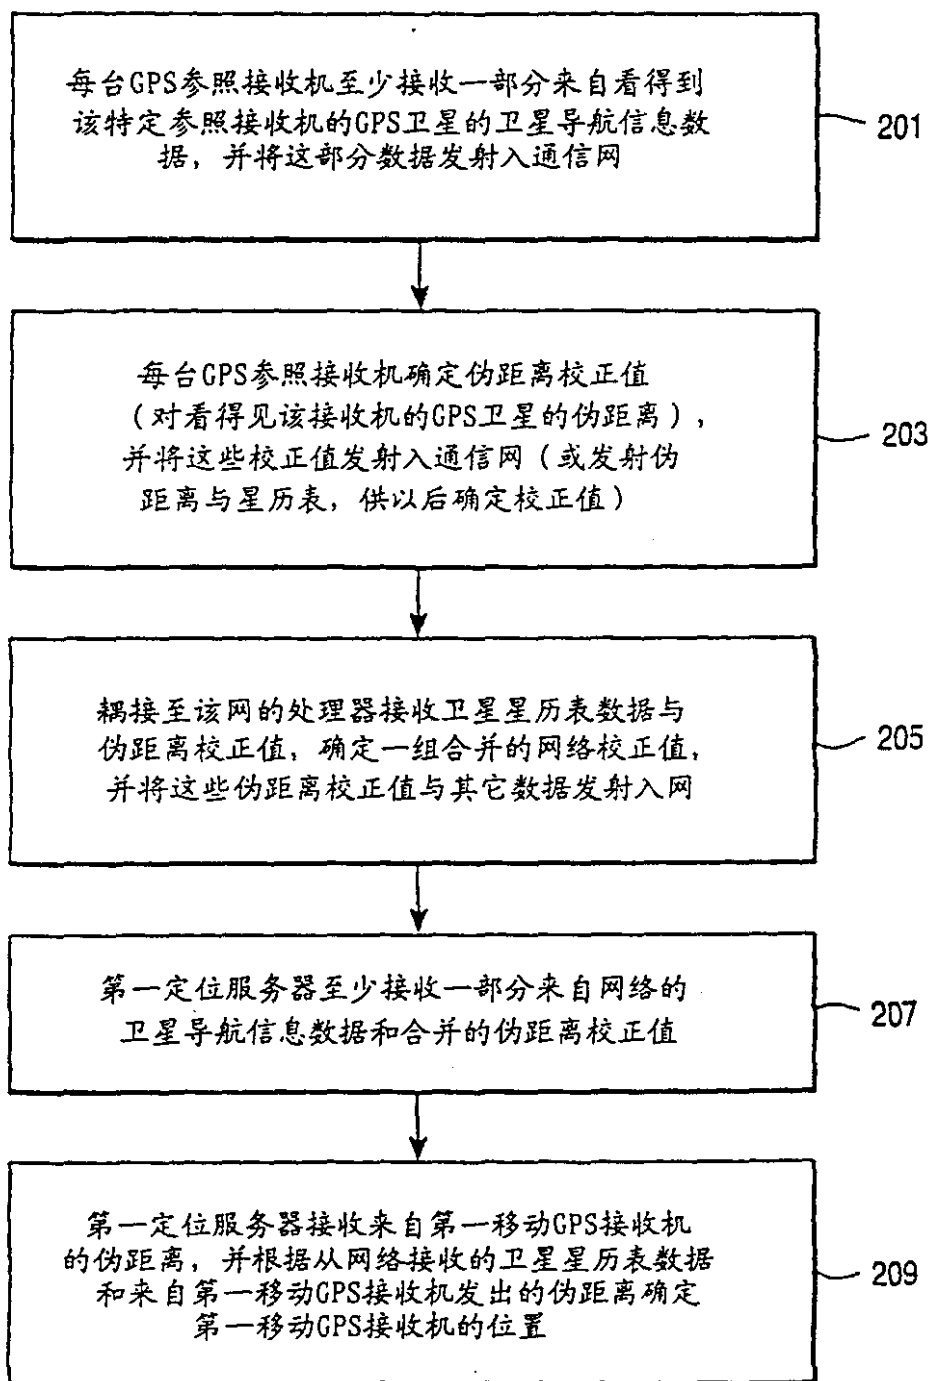 每台GPS参照接收机至少接收一部分来自看得到
该特定参照接收机的GPS卫星的卫星导航信息数
据，并将这部分数据发射入通信网
201
每台GPS参照接收机确定伪距离校正值
（对看得见该接收机的GPS卫星的伪距离），
并将这些校正值发射入通信网（或发射伪
距离与星历表，供以后确定校正值）
203
耦接至该网的处理器接收卫星星历表数据与
伪距离校正值，确定一组合并的网络校正值，
并将这些伪距离校正值与其它数据发射入网
205
第一定位服务器至少接收一部分来自网络的
卫星导航信息数据和合并的伪距离校正值
207
第一定位服务器接收来自第一移动GPS接收机
的伪距离，并根据从网络接收的卫星星历表数据
和来自第一移动GPS接收机发出的伪距离确定
第一移动GPS接收机的位置
209